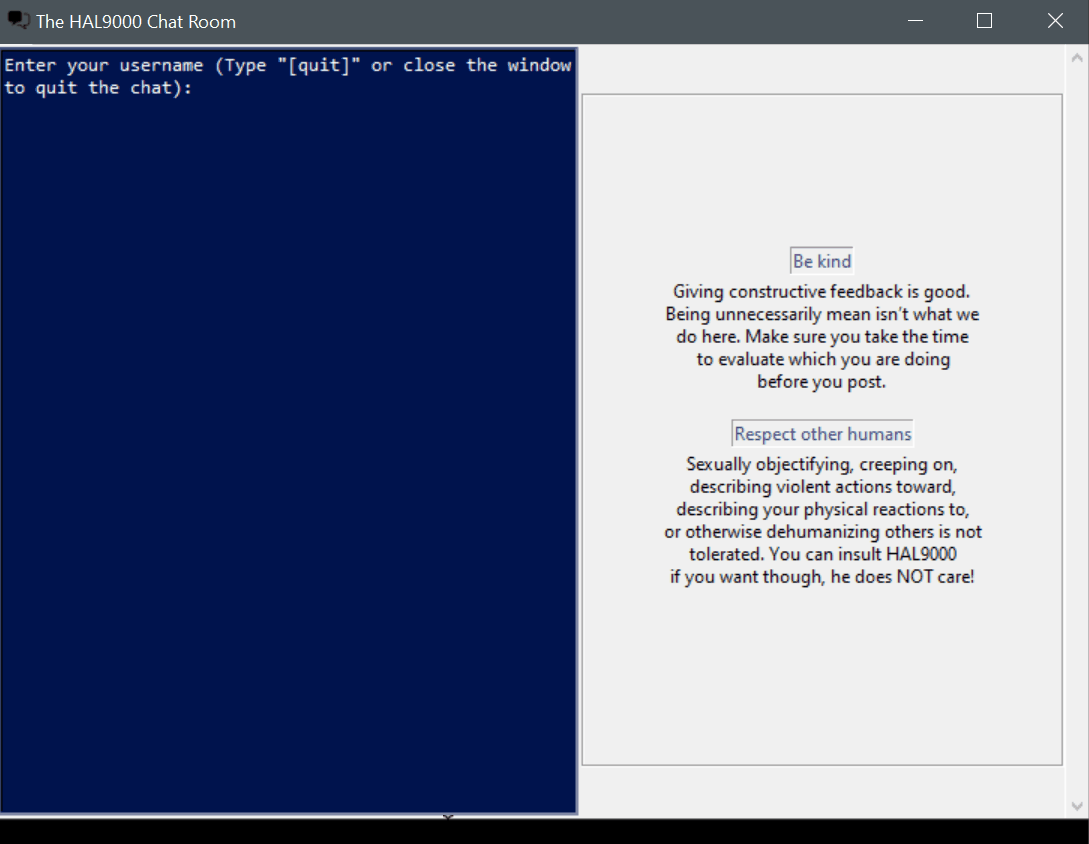 The HAL9000 Chat Room
Enter your username (Type "[quit]" or close the window
to quit the chat):
Be kind
Giving constructive feedback is good.
Being unnecessarily mean isn't what we
do here. Make sure you take the time
to evaluate which you are doing
before you post.
Respect other humans
Sexually objectifying, creeping on,
describing violent actions toward,
describing your physical reactions to,
or otherwise dehumanizing others is not
tolerated. You can insult HAL9000
if you want though, he does NOT care!